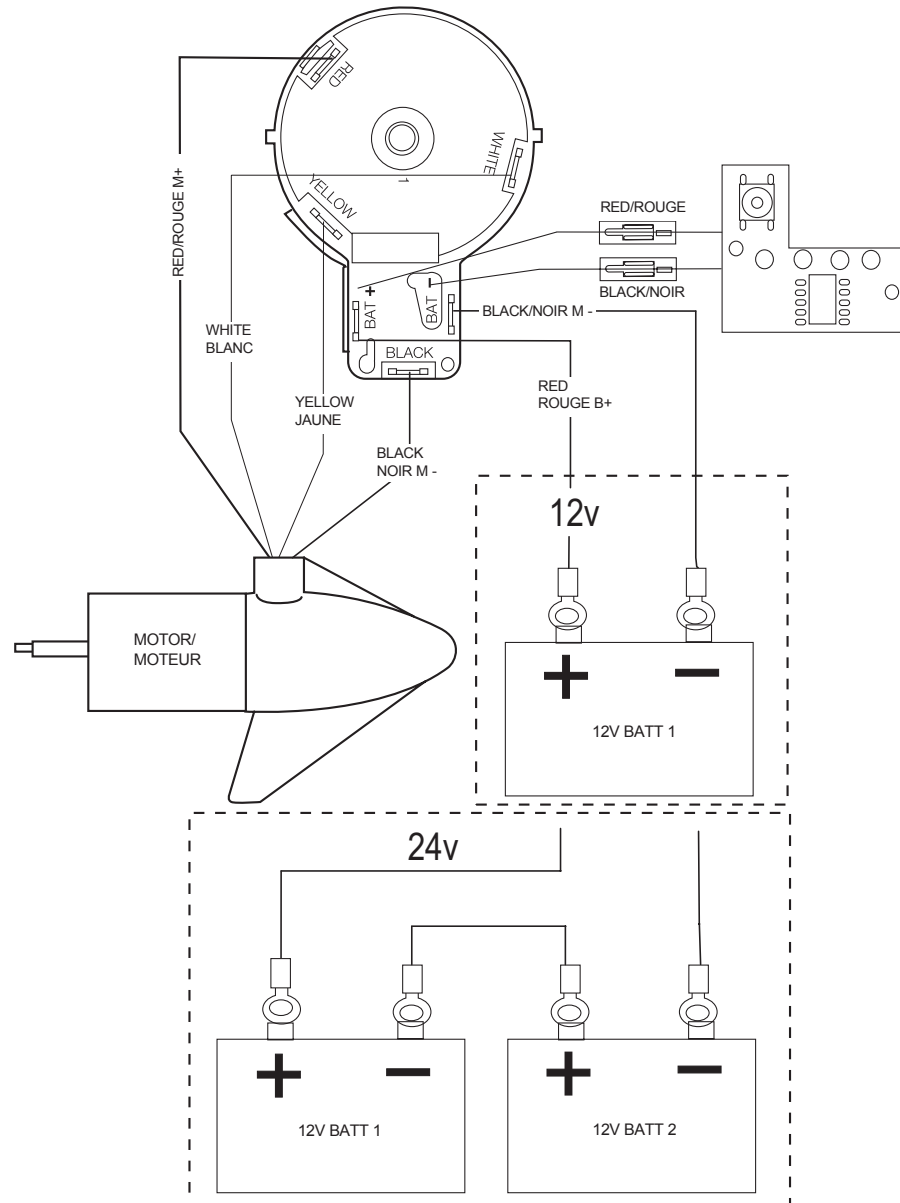 RED
WHITE
1
YELLOW
RED/ROUGE M+
RED/ROUGE
BLACK/NOIR
BAT +
BAT -
BLACK/NOIR M -
BLACK
WHITE
BLANC
YELLOW
JAUNE
RED
ROUGE B+
BLACK
NOIR M -
12v
MOTOR/
MOTEUR
+ −
12V BATT 1
24v
+ −
+ −
12V BATT 1
12V BATT 2